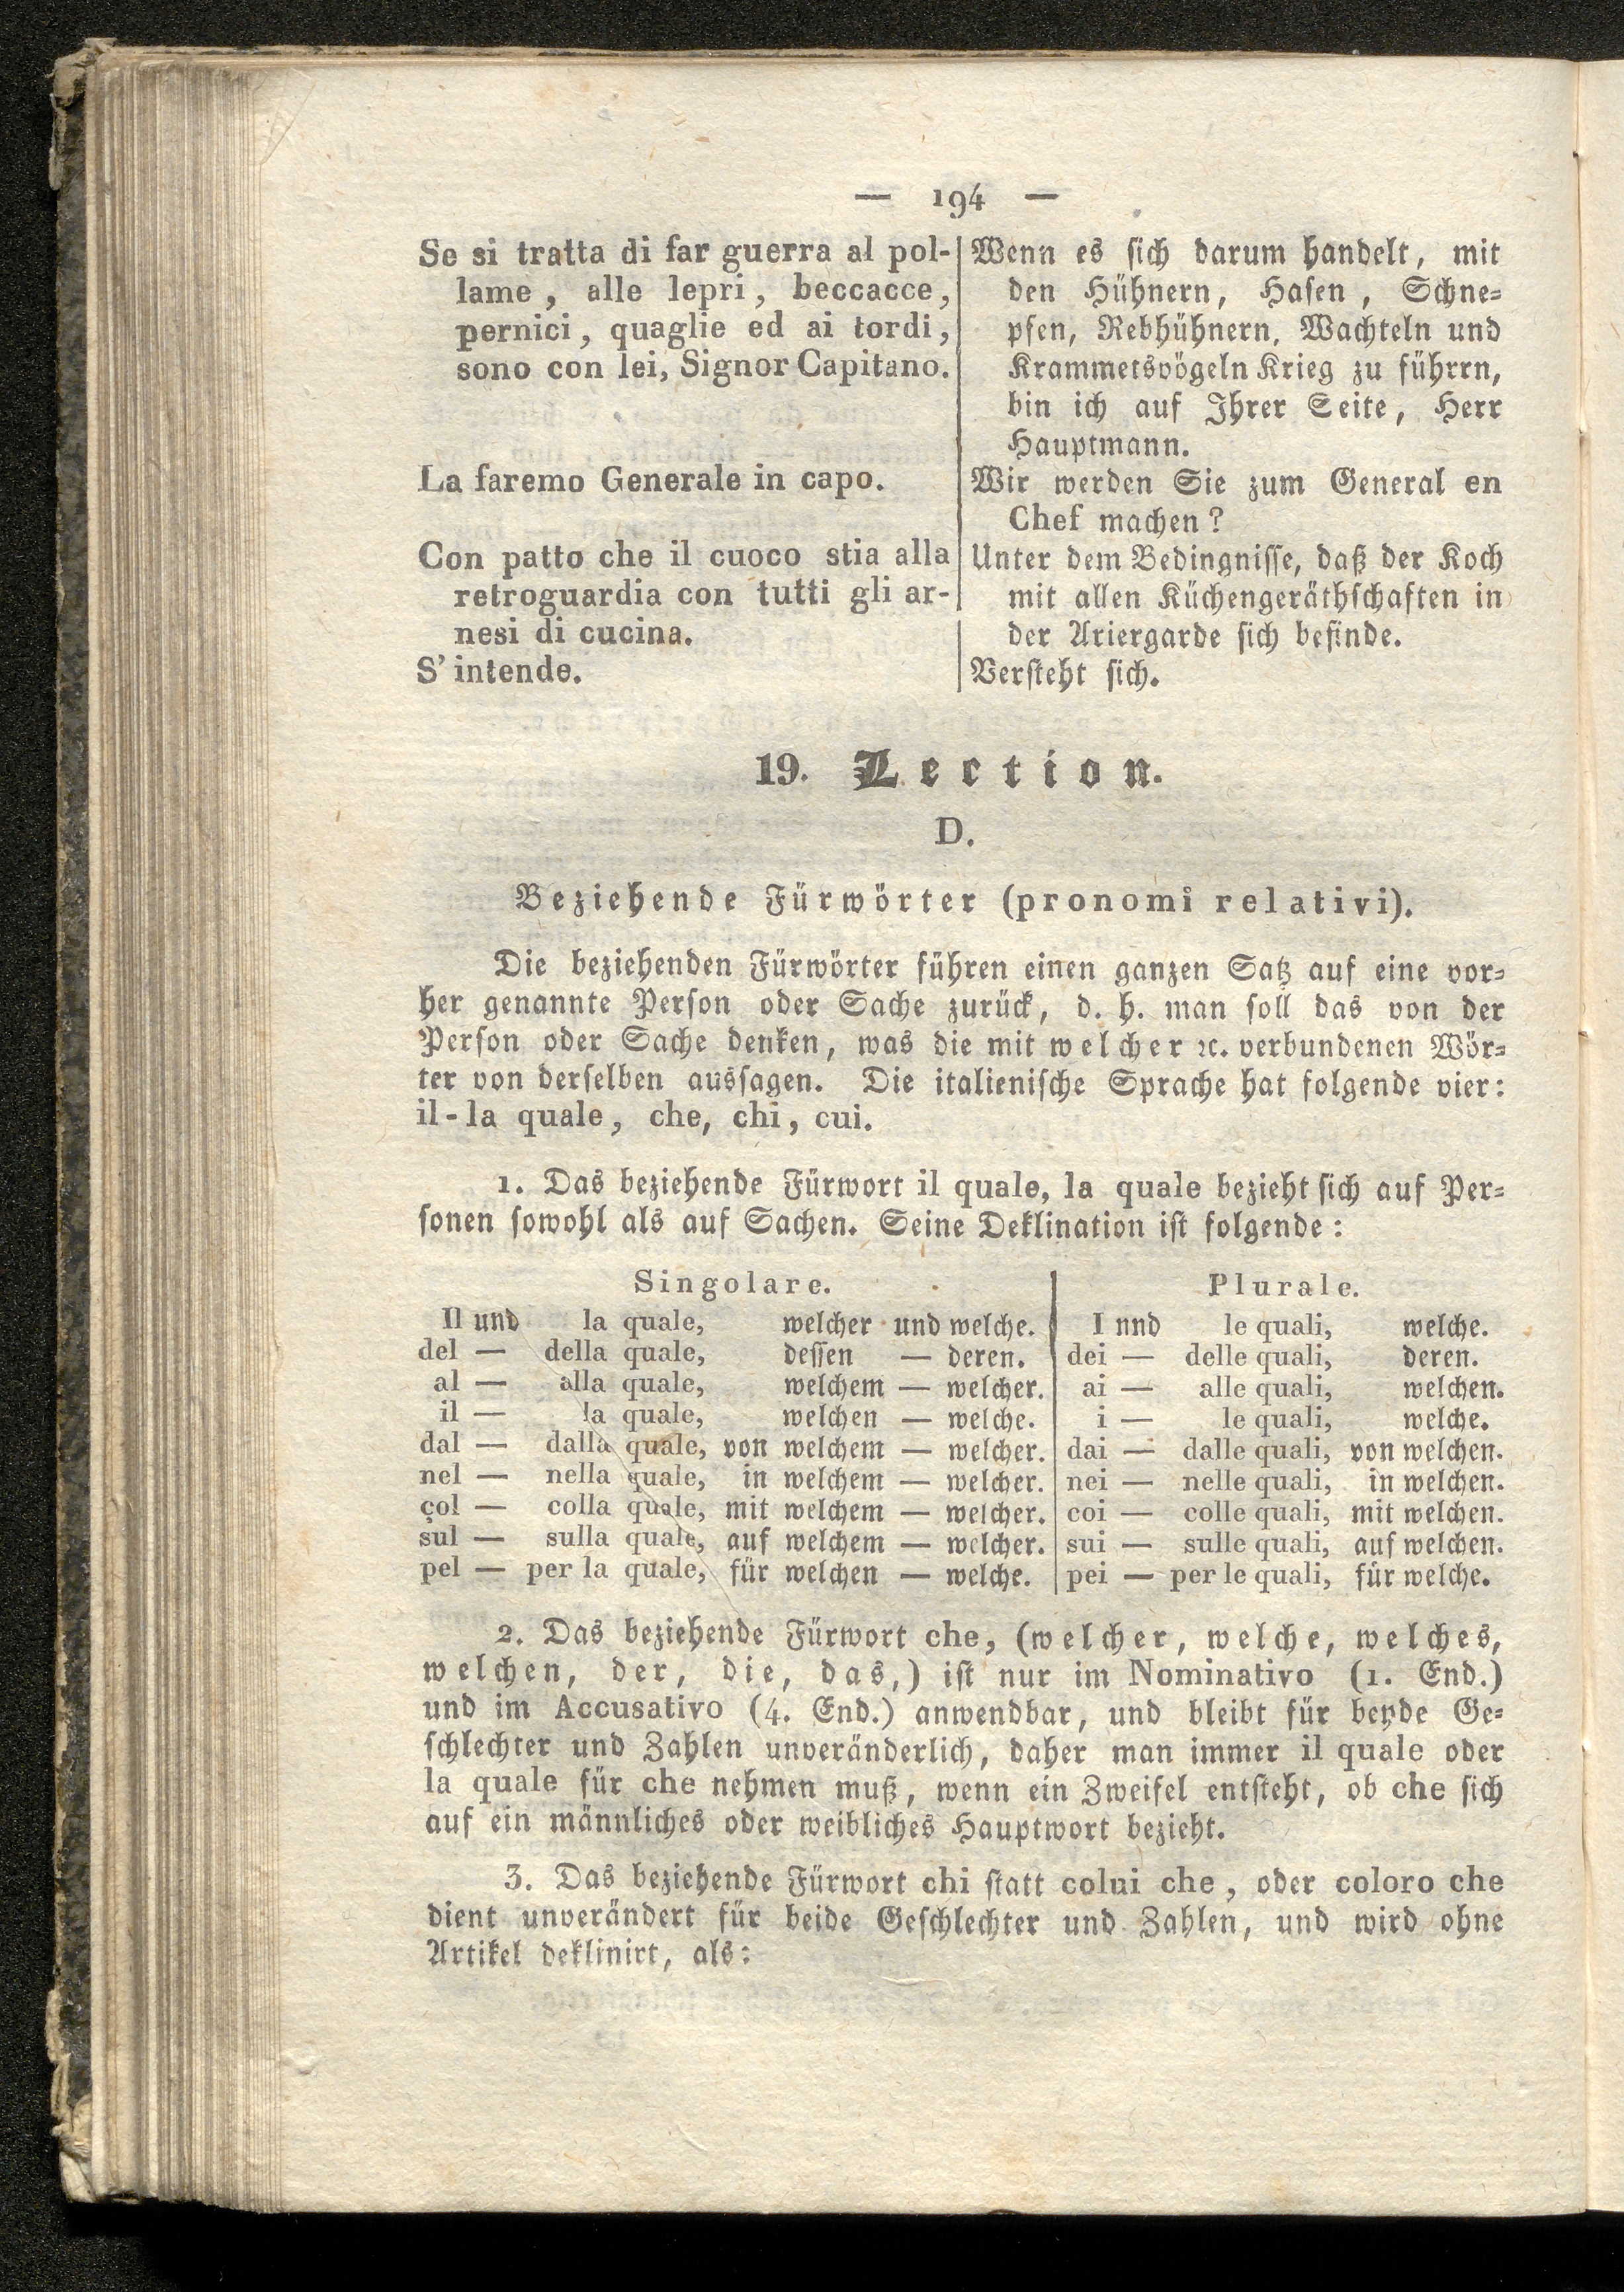 — 194 —
Se si tratta di far guerra al pol-
lame, alle lepri, beccacce,
pernici, quaglie ed ai tordi,
sono con lei, Signor Capitano.
La faremo Generale in capo.
Con patto che il cuoco stia alla
retroguardia con tutti gli ar-
nesi di cucina.
S'intende.
Wenn es sich darum handelt, mit
den Hühnern, Hasen, Schne-
psen, Rebhühnern, Wachteln und
Krammetsvögeln Krieg zu führrn,
bin ich auf Ihrer Seite, Herr
Hauptmann.
Wir werden Sie zum General en
Chef machen?
Unter dem Bedingnisse, daß der Koch
mit allen Küchengeräthschaften in
der Ariergarde sich befinde.
Versteht sich.
19. Lection.
D.
Beziehende Fürwörter (pronomi relativi).
Die beziehenden Fürwörter führen einen ganzen Satz auf eine vor-
her genannte Person oder Sache zurück, d. h. man soll das von der
Person oder Sache denken, was die mit welcher ꝛc. verbundenen Wör-
ter von derselben aussagen. Die italienische Sprache hat folgende vier:
il-la quale, che, chi, cui.
1. Das beziehende Fürwort il quale, la quale bezieht sich auf Per-
sonen sowohl als auf Sachen. Seine Deklination ist folgende:
Singolare.
Il und la quale, welcher und welche.
del — della quale, dessen — deren.
al — alla quale, welchem — welcher.
il — la quale, welchen — welche.
dal — dalla quale, von welchem — welcher.
nel — nella quale, in welchem — welcher.
çol — colla quale, mit welchem — welcher.
sul — sulla quale, auf welchem — welcher.
pel — per la quale, für welchen — welche.
Plurale.
I nnd le quali, welche.
dei — delle quali, deren.
ai — alle quali, welchen.
i — le quali, welche.
dai — dalle quali, von welchen.
nei — nelle quali, in welchen.
coi — colle quali, mit welchen.
sui — sulle quali, auf welchen.
pei — per le quali, für welche.
2. Das beziehende Fürwort che, (welcher, welche, welches,
welchen, der, die, das,) ist nur im Nominativo (1. End.)
und im Accusativo (4. End.) anwendbar, und bleibt für beyde Ge-
schlechter und Zahlen unveränderlich, daher man immer il quale oder
la quale für che nehmen muß, wenn ein Zweifel entsteht, ob che sich
auf ein männliches oder weibliches Hauptwort bezieht.
3. Das beziehende Fürwort chi statt colui che, oder coloro che
dient unverändert für beide Geschlechter und Zahlen, und wird ohne
Artikel deklinirt, als: